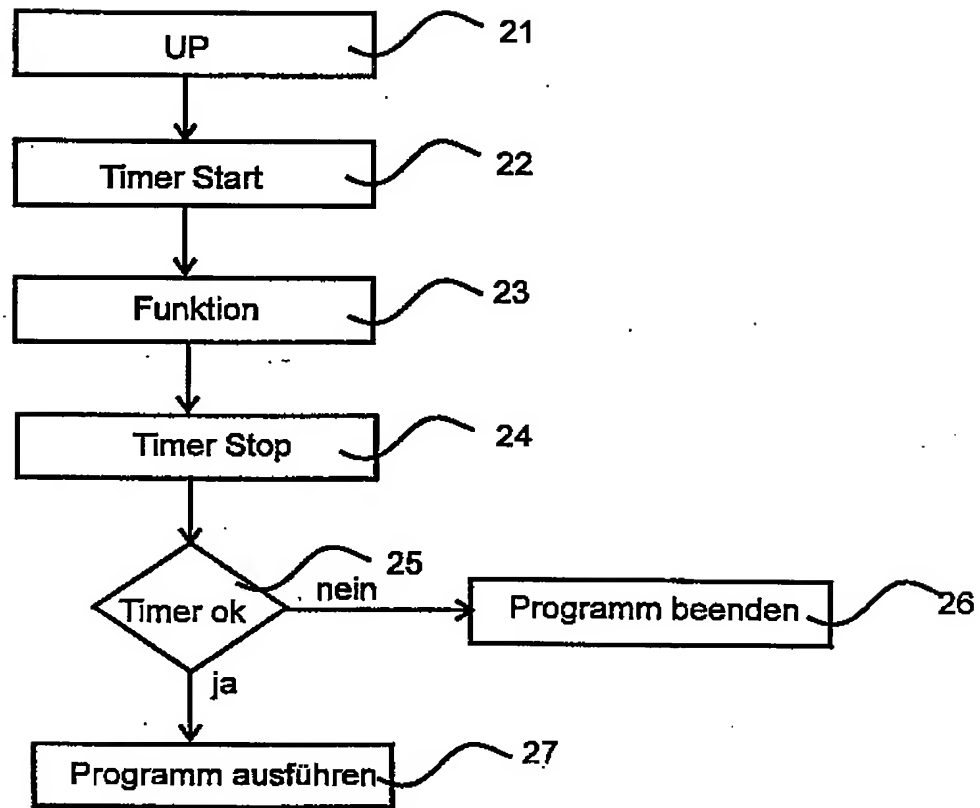 UP
21
Timer Start
22
Funktion
23
Timer Stop
24
Timer ok
25
nein
Programm beenden
26
ja
Programm ausführen
27